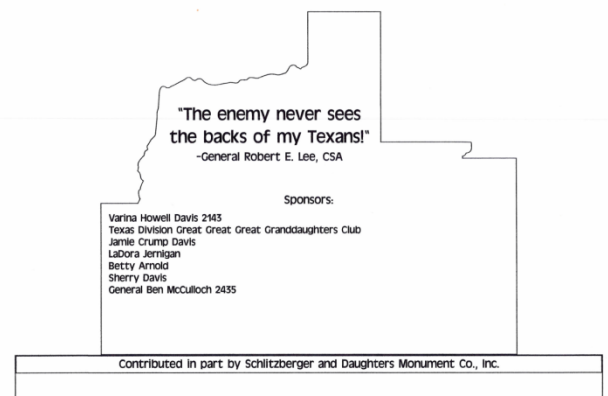 "The enemy never sees
the backs of my Texans!"
-General Robert E. Lee, CSA
Sponsors:
Varina Howell Davis 2143
Texas Division Great Great Great Granddaughters Club
Jamie Crump Davis
LaDora Jernigan
Betty Arnold
Sherry Davis
General Ben McCulloch 2435
Contributed in part by Schlitzberger and Daughters Monument Co., Inc.